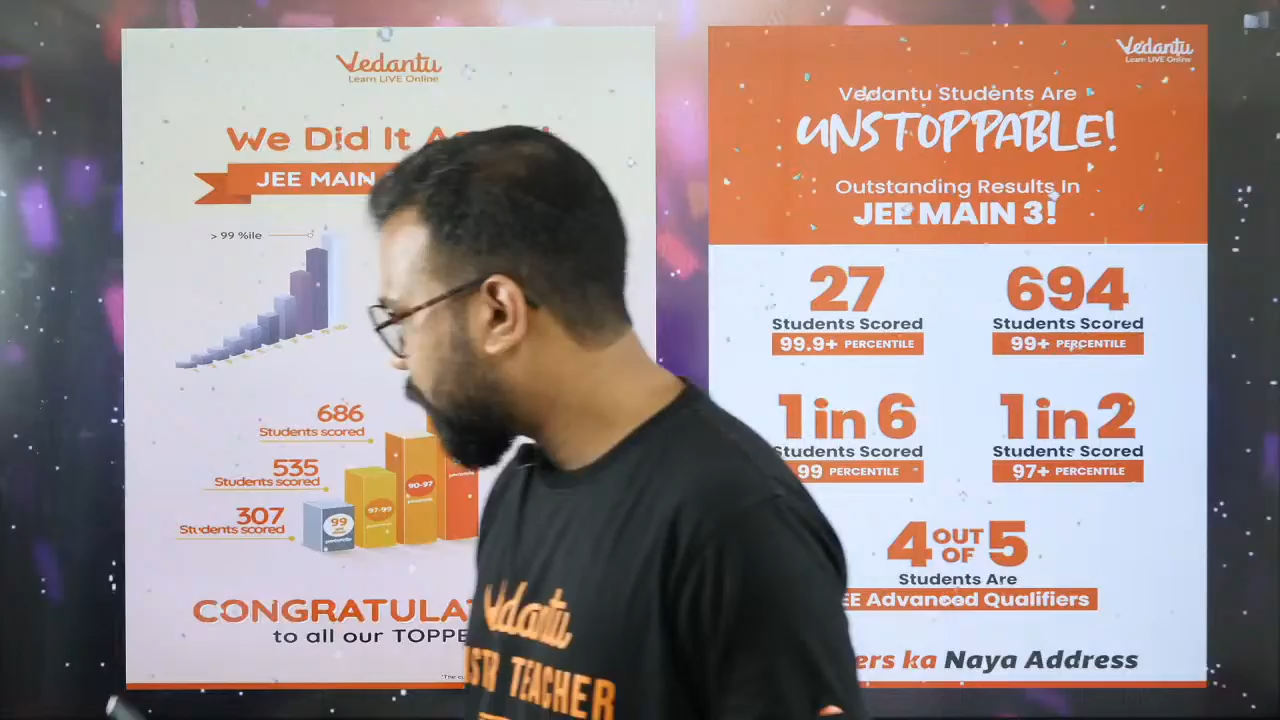 Vedantu
Learn LIVE Online
We Did It
JEE MAIN
> 99 %ile
686
Students scored
535
Students scored
307
Students scored
90-97
97-99
99
CONGRATULA
to all our TOPPE
Vedantu
Learn LIVE Online
Vedantu Students Are
UNSTOPPABLE!
Outstanding Results In
JEE MAIN 3!
27
Students Scored
99.9+ PERCENTILE
694
Students Scored
99+ PERCENTILE
1 in 6
Students Scored
99 PERCENTILE
1 in 2
Students Scored
97+ PERCENTILE
4 OUT OF 5
Students Are
EE Advanced Qualifiers
ers ka Naya Address
Vedantu
STR TEACHER